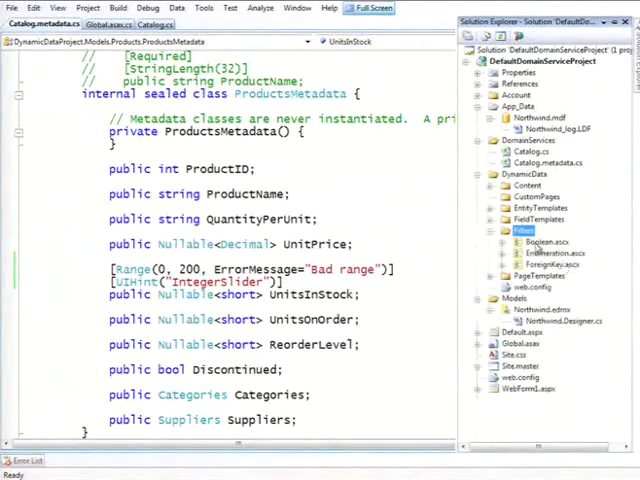 File Edit View Project Build Debug Data Tools Test Analyze Window Help Full Screen
Catalog.metadata.cs Global.asax.cs Catalog.cs
DynamicDataProject.Models.Products.ProductsMetadata UnitsInStock
// [Required]
// [StringLength(32)]
// public string ProductName;
internal sealed class ProductsMetadata {
// Metadata classes are never instantiated. A pri
private ProductsMetadata() {
}
public int ProductID;
public string ProductName;
public string QuantityPerUnit;
public Nullable<Decimal> UnitPrice;
[Range(0, 200, ErrorMessage="Bad range")]
[UIHint("IntegerSlider")]
public Nullable<short> UnitsInStock;
public Nullable<short> UnitsOnOrder;
public Nullable<short> ReorderLevel;
public bool Discontinued;
public Categories Categories;
public Suppliers Suppliers;
}
Error List
Ready
Solution Explorer - Solution 'DefaultDo...
Solution 'DefaultDomainServiceProject' (1 pro
DefaultDomainServiceProject
Properties
References
Account
App_Data
Northwind.mdf
Northwind_log.LDF
DomainServices
Catalog.cs
Catalog.metadata.cs
DynamicData
Content
CustomPages
EntityTemplates
FieldTemplates
Filters
Boolean.ascx
Enumeration.ascx
ForeignKey.ascx
PageTemplates
web.config
Models
Northwind.edmx
Northwind.Designer.cs
Default.aspx
Global.asax
Site.css
Site.master
web.config
WebForm1.aspx